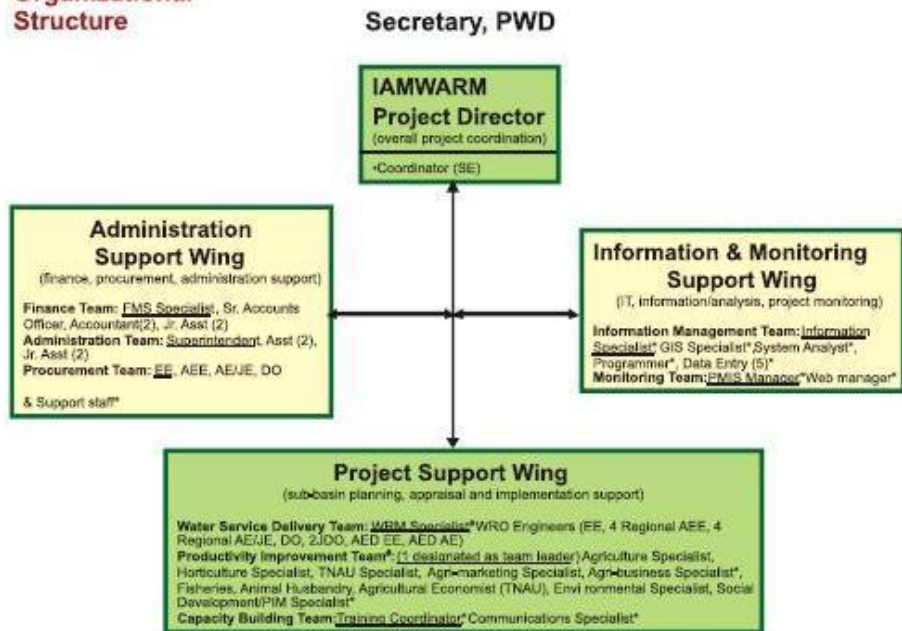 Structure
Secretary, PWD
IAMWARM
Project Director
(overall project coordination)
•Coordinator (SE)
Administration
Support Wing
(finance, procurement, administration support)
Finance Team: FMS Specialist, Sr. Accounts
Officer, Accountant(2), Jr. Asst (2)
Administration Team: Superintendent, Asst (2),
Jr. Asst (2)
Procurement Team: EE, AEE, AE/JE, DO
& Support staff*
Information & Monitoring
Support Wing
(IT, information/analysis, project monitoring)
Information Management Team: Information
Specialist* GIS Specialist*,System Analyst*,
Programmer*, Data Entry (5)*
Monitoring Team: PMIS Manager*Web manager*
Project Support Wing
(sub-basin planning, appraisal and implementation support)
Water Service Delivery Team: WRM Specialist*WRO Engineers (EE, 4 Regional AEE, 4
Regional AE/JE, DO, 2JDO, AED EE, AED AE)
Productivity Improvement Team#: (1 designated as team leader) Agriculture Specialist,
Horticulture Specialist, TNAU Specialist, Agri-marketing Specialist, Agri-business Specialist*,
Fisheries, Animal Husbandry, Agricultural Economist (TNAU), Envi ronmental Specialist, Social
Development/PIM Specialist*
Capacity Building Team: Training Coordinator* Communications Specialist*